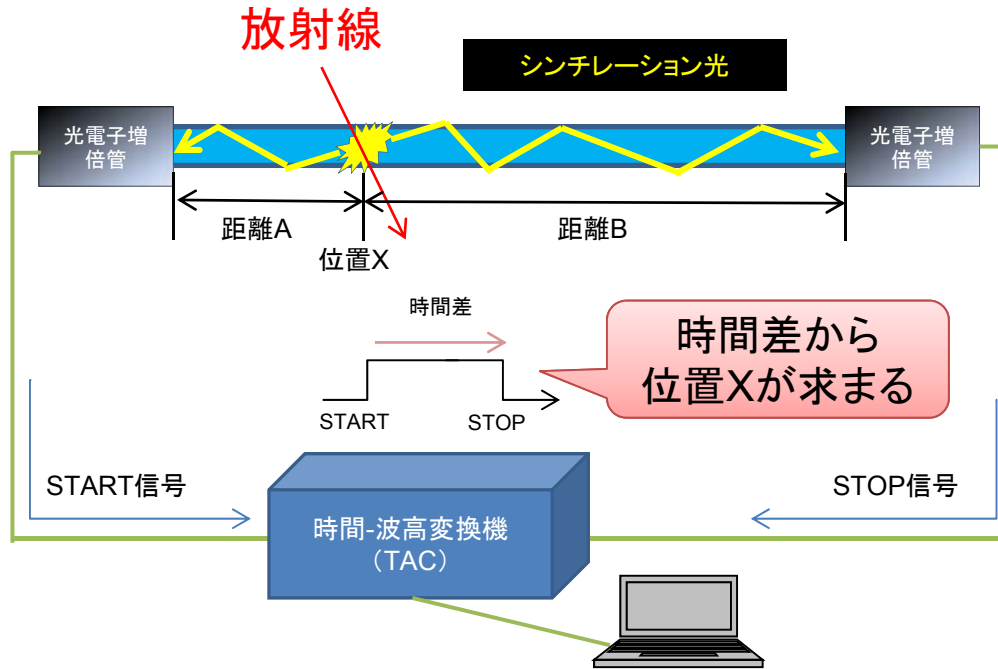 放射線
シンチレーション光
光電子増
倍管
光電子増
倍管
距離A
距離B
位置X
時間差
時間差から
位置Xが求まる
START
STOP
START信号
STOP信号
時間-波高変換機
（TAC）